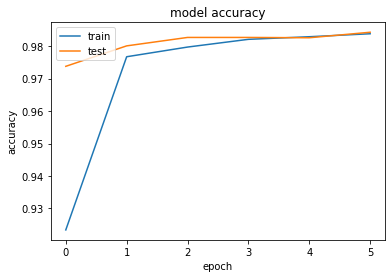 model accuracy
train
test
accuracy
0.98
0.97
0.96
0.95
0.94
0.93
0 1 2 3 4 5
epoch